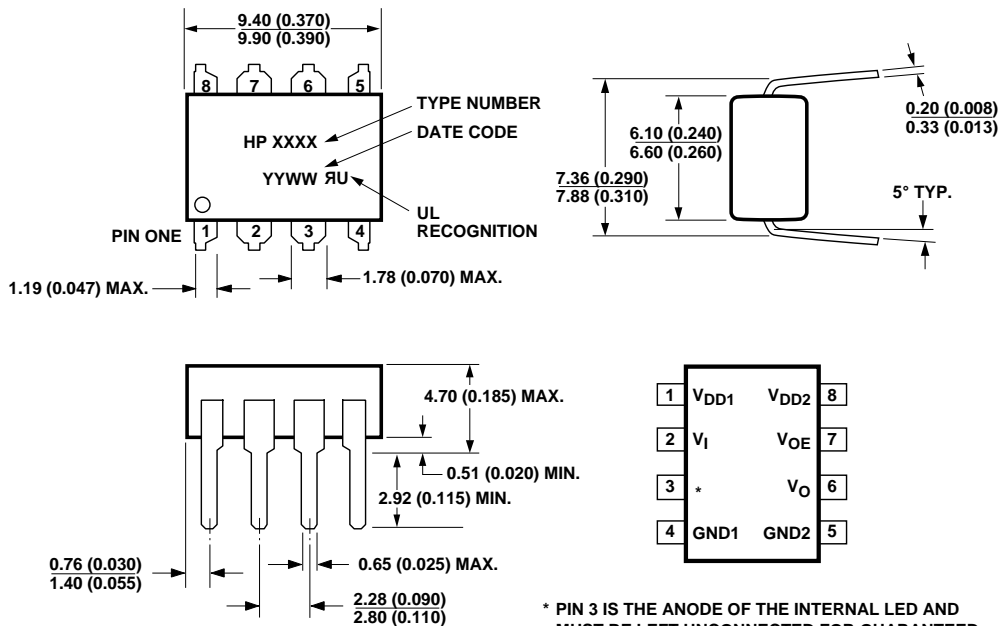 9.40 (0.370)
9.90 (0.390)
8 7 6 5
TYPE NUMBER
HP XXXX
DATE CODE
YYWW ЯU
UL
RECOGNITION
PIN ONE
1 2 3 4
1.19 (0.047) MAX.
1.78 (0.070) MAX.
6.10 (0.240)
6.60 (0.260)
7.36 (0.290)
7.88 (0.310)
0.20 (0.008)
0.33 (0.013)
5° TYP.
4.70 (0.185) MAX.
0.51 (0.020) MIN.
2.92 (0.115) MIN.
0.76 (0.030)
1.40 (0.055)
0.65 (0.025) MAX.
2.28 (0.090)
2.80 (0.110)
1 VDD1 VDD2 8
2 VI VOE 7
3 * VO 6
4 GND1 GND2 5
* PIN 3 IS THE ANODE OF THE INTERNAL LED AND
MUST BE LEFT UNCONNECTED FOR GUARANTEED